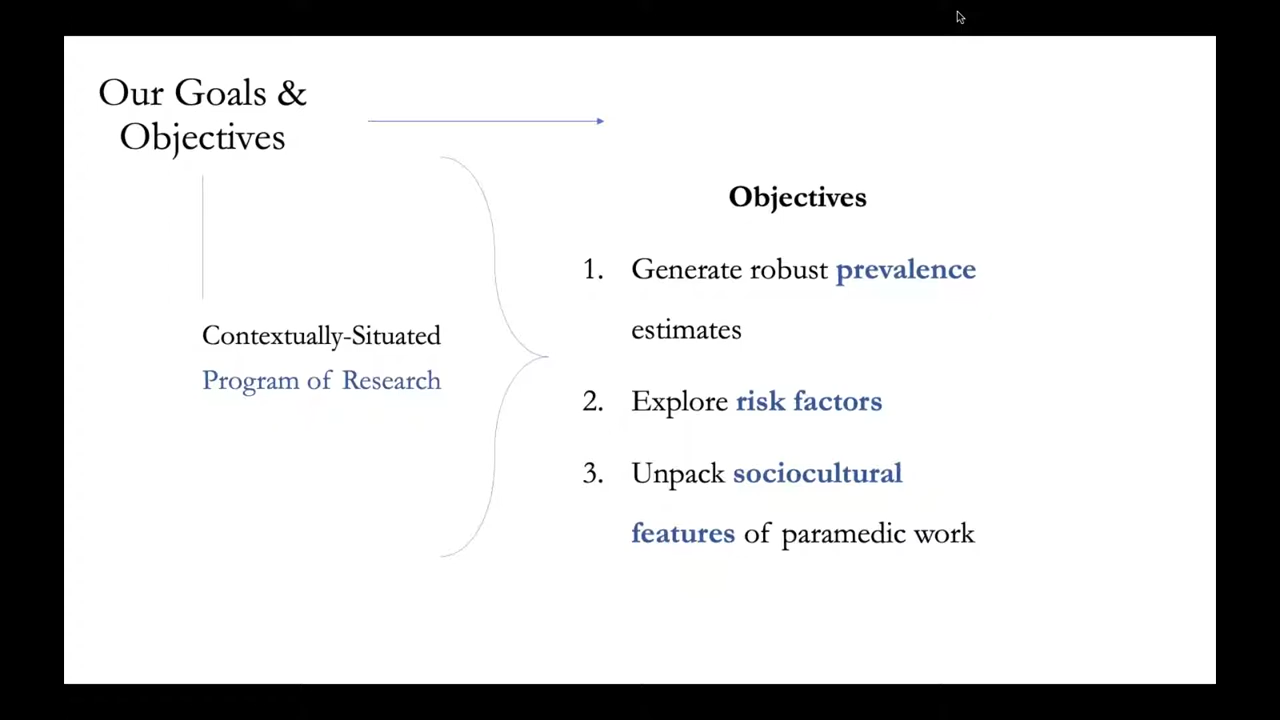 Our Goals &
Objectives
Contextually-Situated
Program of Research
Objectives
1. Generate robust prevalence
estimates
2. Explore risk factors
3. Unpack sociocultural
features of paramedic work